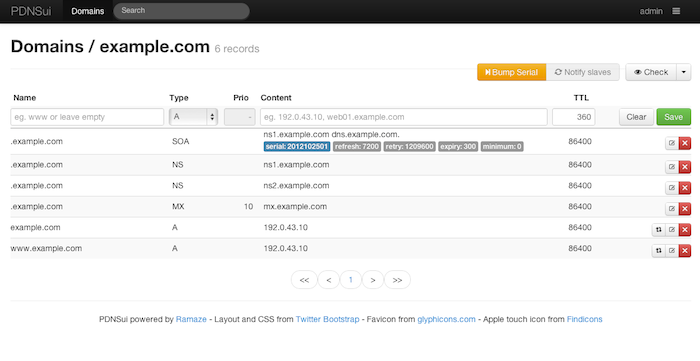 PDNSui Domains Search admin
Domains / example.com 6 records
Bump Serial Notify slaves Check
Name Type Prio Content TTL
eg. www or leave empty A - eg. 192.0.43.10, web01.example.com 360 Clear Save
.example.com SOA ns1.example.com dns.example.com. 86400
serial: 2012102501 refresh: 7200 retry: 1209600 expiry: 300 minimum: 0
.example.com NS ns1.example.com 86400
.example.com NS ns2.example.com 86400
.example.com MX 10 mx.example.com 86400
example.com A 192.0.43.10 86400
www.example.com A 192.0.43.10 86400
<< < 1 > >>
PDNSui powered by Ramaze - Layout and CSS from Twitter Bootstrap - Favicon from glyphicons.com - Apple touch icon from Findicons